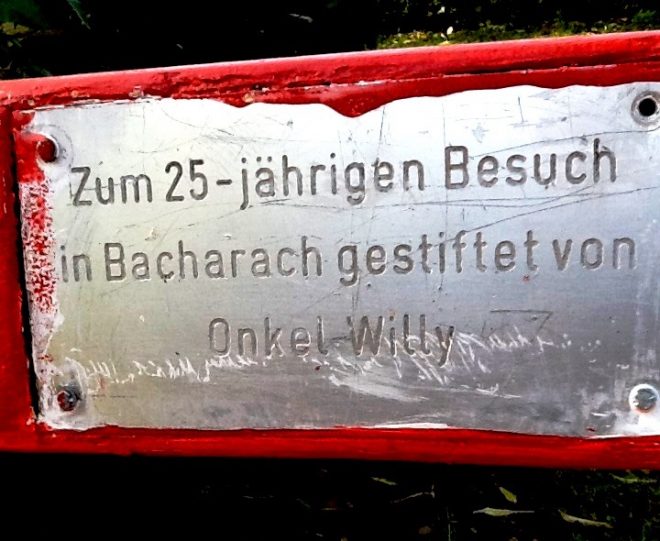 Zum 25-jährigen Besuch
in Bacharach gestiftet von
Onkel Willy